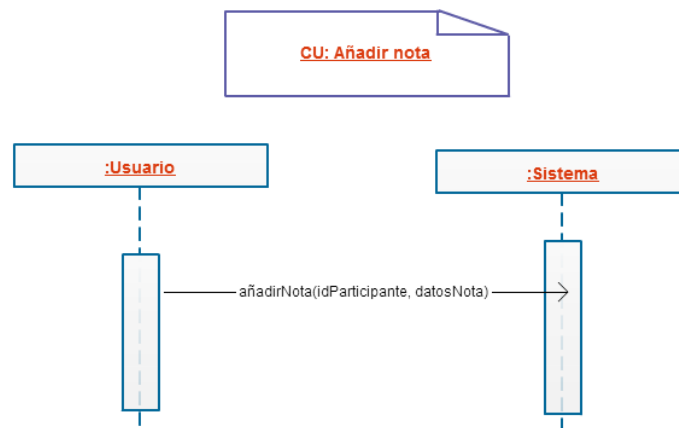 CU: Añadir nota
:Usuario
:Sistema
añadirNota(idParticipante, datosNota)